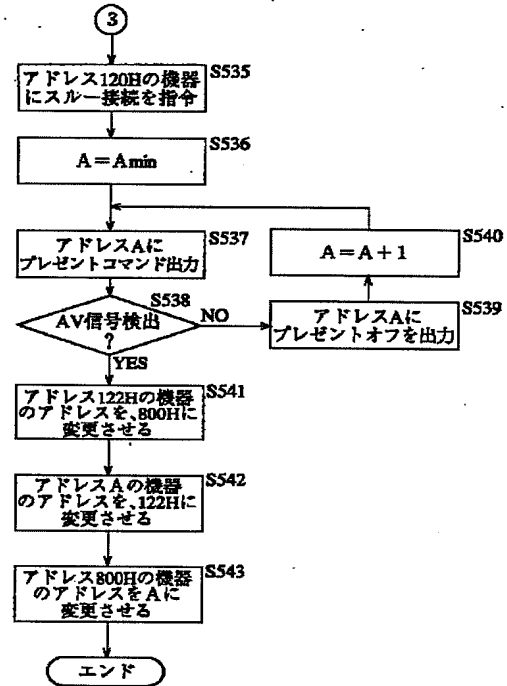 3
アドレス120Hの機器
にスルー接続を指令
S535
A=Amin
S536
アドレスAに
プレゼントコマンド出力
S537
AV信号検出
?
S538
NO
YES
アドレスAに
プレゼントオフを出力
S539
A=A+1
S540
アドレス122Hの機器
のアドレスを、800Hに
変更させる
S541
アドレスAの機器
のアドレスを、122Hに
変更させる
S542
アドレス800Hの機器
のアドレスをAに
変更させる
S543
エンド